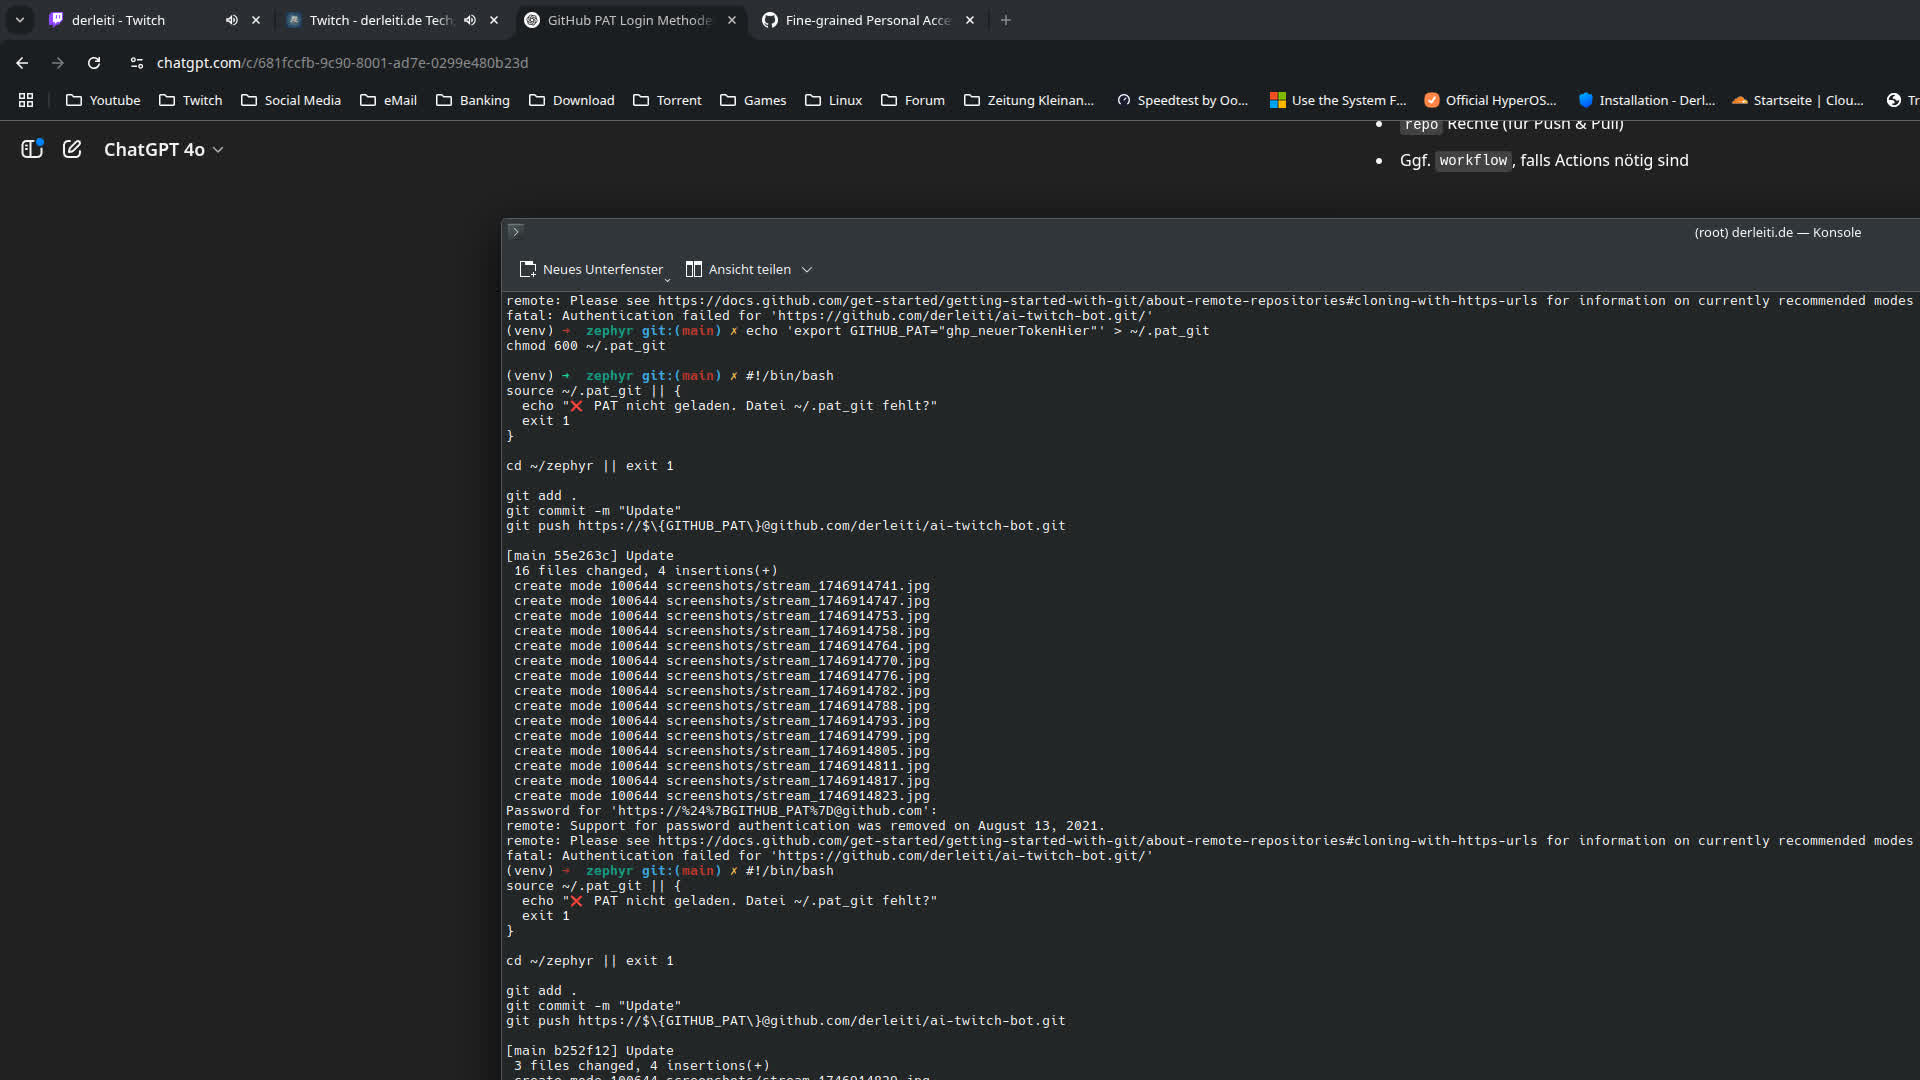 derleiti - Twitch
Twitch - derleiti.de Tech
GitHub PAT Login Methode
Fine-grained Personal Acce
chatgpt.com/c/681fccfb-9c90-8001-ad7e-0299e480b23d
Youtube
Twitch
Social Media
eMail
Banking
Download
Torrent
Games
Linux
Forum
Zeitung Kleinan...
Speedtest by Oo...
Use the System F...
Official HyperOS...
Installation - Derl...
Startseite | Clou...
Tr
ChatGPT 4o
• repo Rechte (für Push & Pull)
• Ggf. workflow, falls Actions nötig sind
(root) derleiti.de — Konsole
Neues Unterfenster
Ansicht teilen
remote: Please see https://docs.github.com/get-started/getting-started-with-git/about-remote-repositories#cloning-with-https-urls for information on currently recommended modes
fatal: Authentication failed for 'https://github.com/derleiti/ai-twitch-bot.git/'
(venv) ➜  zephyr git:(main) ✗ echo 'export GITHUB_PAT="ghp_neuerTokenHier"' > ~/.pat_git
chmod 600 ~/.pat_git
(venv) ➜  zephyr git:(main) ✗ #!/bin/bash
source ~/.pat_git || {
  echo "❌ PAT nicht geladen. Datei ~/.pat_git fehlt?"
  exit 1
}
cd ~/zephyr || exit 1
git add .
git commit -m "Update"
git push https://$\{GITHUB_PAT\}@github.com/derleiti/ai-twitch-bot.git
[main 55e263c] Update
 16 files changed, 4 insertions(+)
 create mode 100644 screenshots/stream_1746914741.jpg
 create mode 100644 screenshots/stream_1746914747.jpg
 create mode 100644 screenshots/stream_1746914753.jpg
 create mode 100644 screenshots/stream_1746914758.jpg
 create mode 100644 screenshots/stream_1746914764.jpg
 create mode 100644 screenshots/stream_1746914770.jpg
 create mode 100644 screenshots/stream_1746914776.jpg
 create mode 100644 screenshots/stream_1746914782.jpg
 create mode 100644 screenshots/stream_1746914788.jpg
 create mode 100644 screenshots/stream_1746914793.jpg
 create mode 100644 screenshots/stream_1746914799.jpg
 create mode 100644 screenshots/stream_1746914805.jpg
 create mode 100644 screenshots/stream_1746914811.jpg
 create mode 100644 screenshots/stream_1746914817.jpg
 create mode 100644 screenshots/stream_1746914823.jpg
Password for 'https://%24%7BGITHUB_PAT%7D@github.com':
remote: Support for password authentication was removed on August 13, 2021.
remote: Please see https://docs.github.com/get-started/getting-started-with-git/about-remote-repositories#cloning-with-https-urls for information on currently recommended modes
fatal: Authentication failed for 'https://github.com/derleiti/ai-twitch-bot.git/'
(venv) ➜  zephyr git:(main) ✗ #!/bin/bash
source ~/.pat_git || {
  echo "❌ PAT nicht geladen. Datei ~/.pat_git fehlt?"
  exit 1
}
cd ~/zephyr || exit 1
git add .
git commit -m "Update"
git push https://$\{GITHUB_PAT\}@github.com/derleiti/ai-twitch-bot.git
[main b252f12] Update
 3 files changed, 4 insertions(+)
 create mode 100644 screenshots/stream_1746914829.jpg